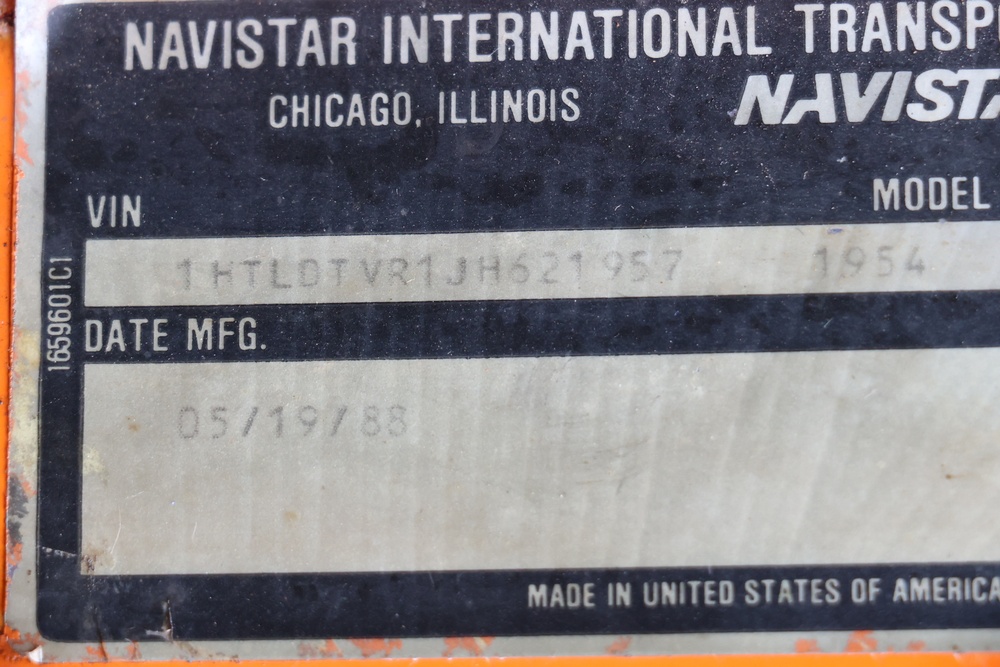 NAVISTAR INTERNATIONAL TRANSP
CHICAGO, ILLINOIS
NAVISTA
VIN
MODEL
1HTLDTVR1JH621957
1954
1659601C1
DATE MFG.
05/19/88
MADE IN UNITED STATES OF AMERICA